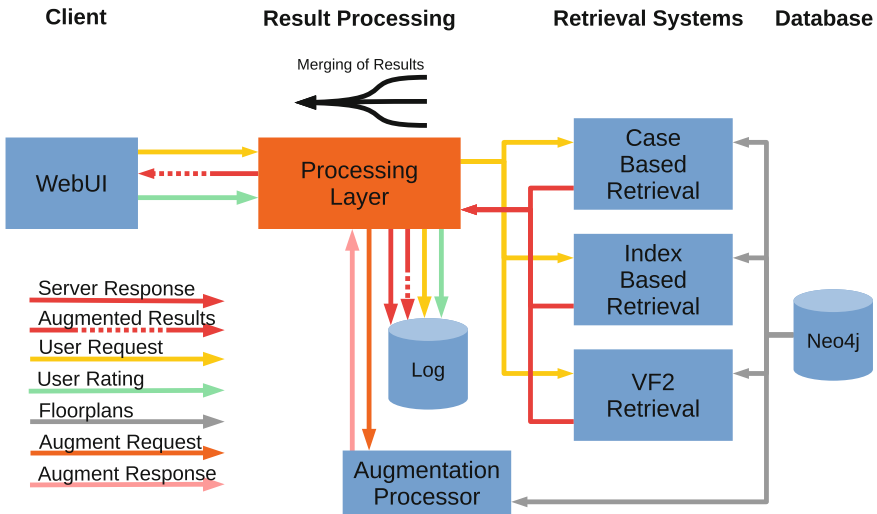 Client
Result Processing
Retrieval Systems
Database
Merging of Results
WebUI
Processing
Layer
Case
Based
Retrieval
Index
Based
Retrieval
VF2
Retrieval
Neo4j
Log
Augmentation
Processor
Server Response
Augmented Results
User Request
User Rating
Floorplans
Augment Request
Augment Response